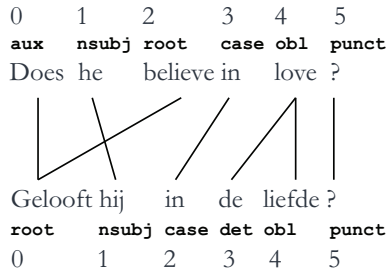 0 1 2 3 4 5
aux nsubj root case obl punct
Does he believe in love ?
Gelooft hij in de liefde ?
root nsubj case det obl punct
0 1 2 3 4 5